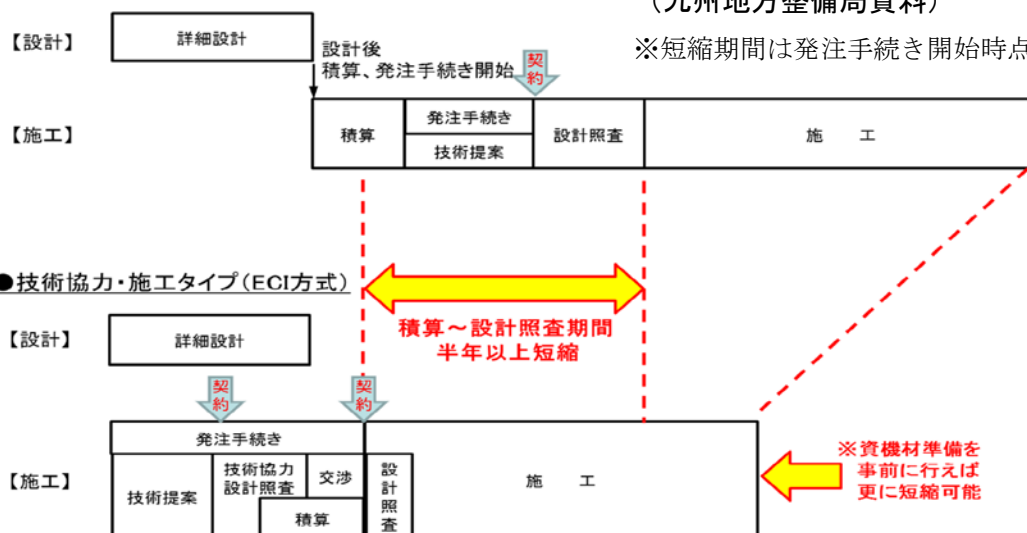 （九州地方整備局資料）
【設計】
詳細設計
設計後
積算、発注手続き開始
契約
※短縮期間は発注手続き開始時点
【施工】
積算
発注手続き
技術提案
設計照査
施 工
●技術協力・施工タイプ（ECI方式）
積算～設計照査期間
半年以上短縮
【設計】
詳細設計
契約
契約
【施工】
発注手続き
技術提案
技術協力
設計照査
交渉
積算
設計照査
施 工
※資機材準備を
事前に行えば
更に短縮可能